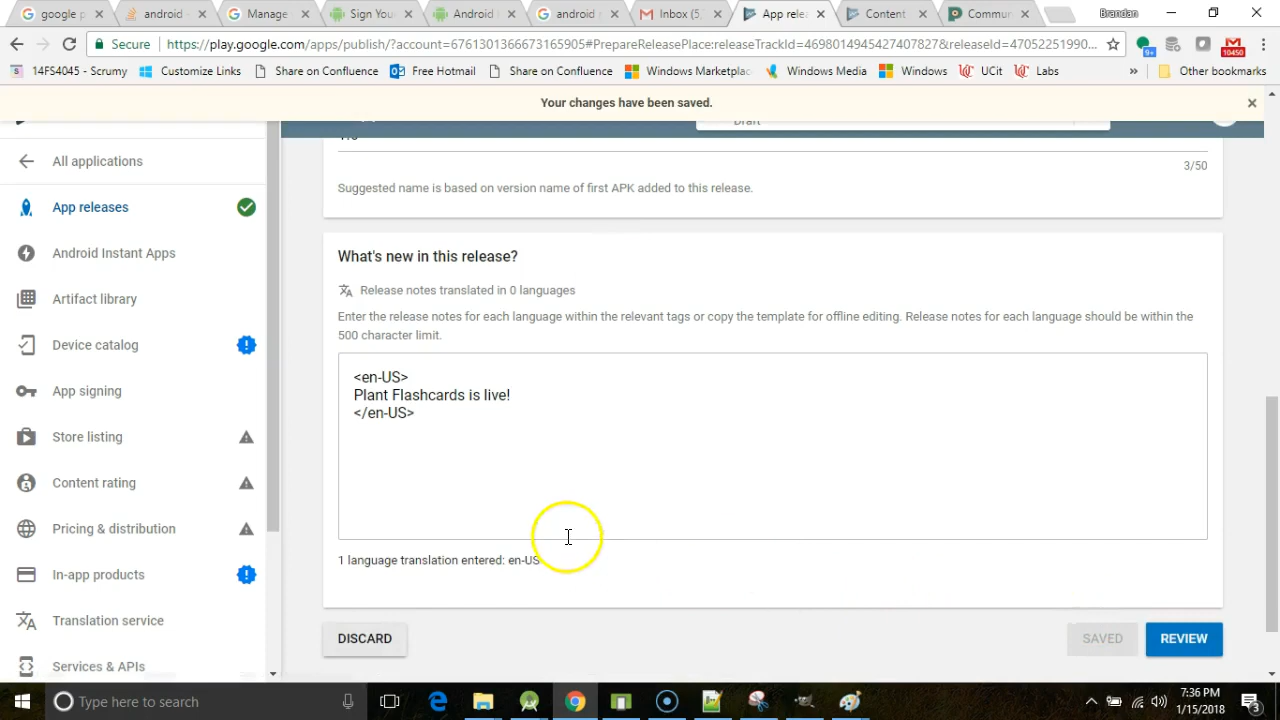 google p
android
Manage
Sign You
Android
android
Inbox (5
App rele
Content
Commu
Brandan
Secure
https://play.google.com/apps/publish/?account=6761301366373165905#PrepareReleasePlace:releaseTrackId=4698014945427407827&releaseId=47052251990...
9+
10450
14FS4045 - Scrumy
Customize Links
Share on Confluence
Free Hotmail
Share on Confluence
Windows Marketplac
Windows Media
Windows
UCit
Labs
»
Other bookmarks
Your changes have been saved.
Draft
All applications
3/50
Suggested name is based on version name of first APK added to this release.
App releases
Android Instant Apps
Artifact library
Device catalog
App signing
Store listing
Content rating
Pricing & distribution
In-app products
Translation service
Services & APIs
What's new in this release?
Release notes translated in 0 languages
Enter the release notes for each language within the relevant tags or copy the template for offline editing. Release notes for each language should be within the
500 character limit.
<en-US>
Plant Flashcards is live!
</en-US>
1 language translation entered: en-US
DISCARD
SAVED
REVIEW
Type here to search
7:36 PM
1/15/2018
3